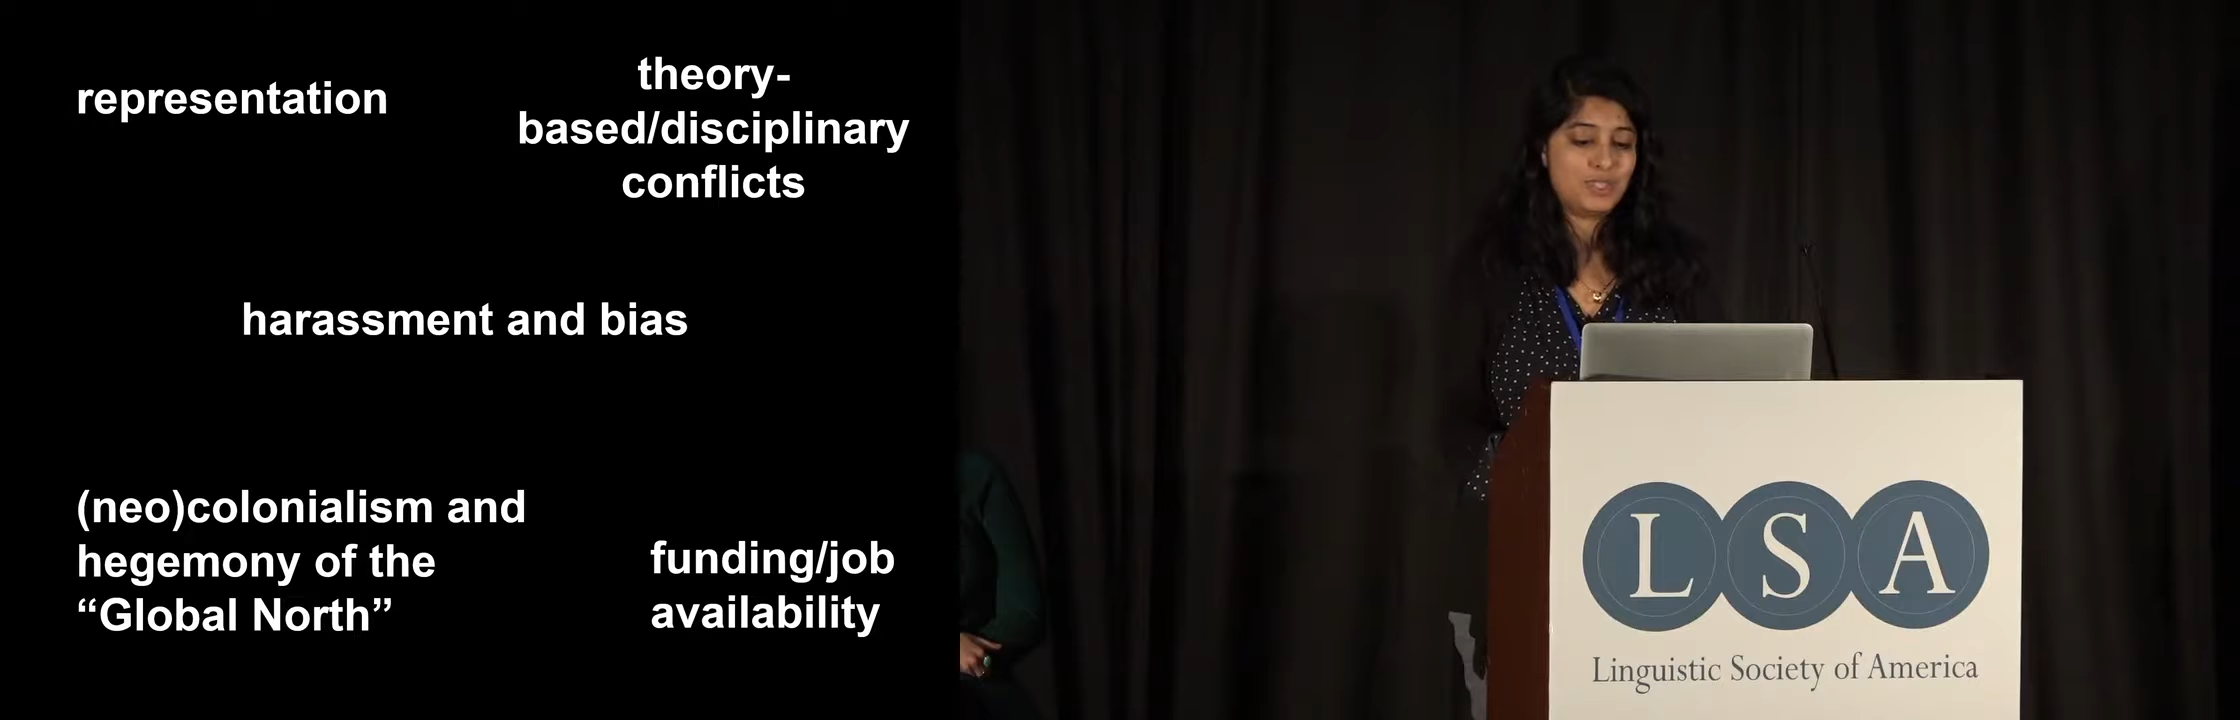 representation
theory-
based/disciplinary
conflicts
harassment and bias
(neo)colonialism and
hegemony of the
“Global North”
funding/job
availability
L S A
Linguistic Society of America